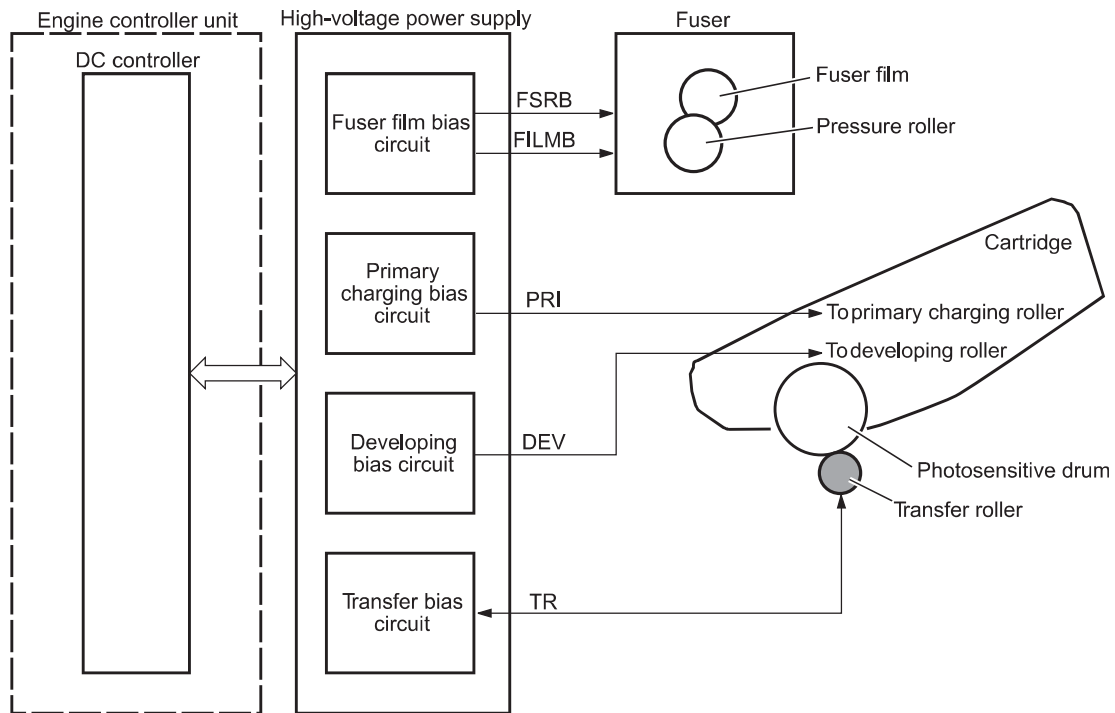 Engine controller unit
High-voltage power supply
Fuser
DC controller
Fuser film bias
circuit
FSRB
FILMB
Fuser film
Pressure roller
Cartridge
Primary
charging bias
circuit
PRI
To primary charging roller
To developing roller
Developing
bias circuit
DEV
Photosensitive drum
Transfer roller
Transfer bias
circuit
TR